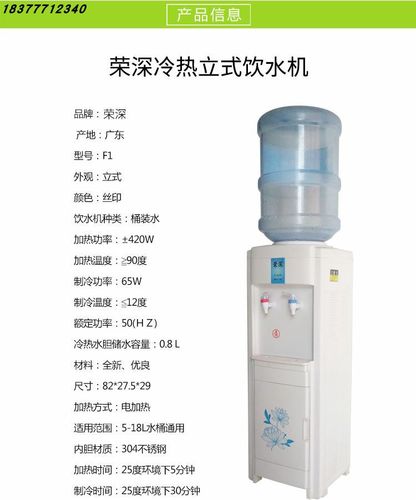 18377712340
产品信息
荣深冷热立式饮水机
品牌：荣深
产地：广东
型号：F1
外观：立式
颜色：丝印
饮水机种类：桶装水
加热功率：±420W
加热温度：≧90度
制冷功率：65W
制冷温度：≤12度
额定功率：50(ＨＺ)
冷热水胆储水容量：0.8 L
材料：全新、优良
尺寸：82*27.5*29
加热方式：电加热
适用范围：5-18L水桶通用
内胆材质：304不锈钢
加热时间：25度环境下5分钟
制冷时间：25度环境下30分钟
荣深